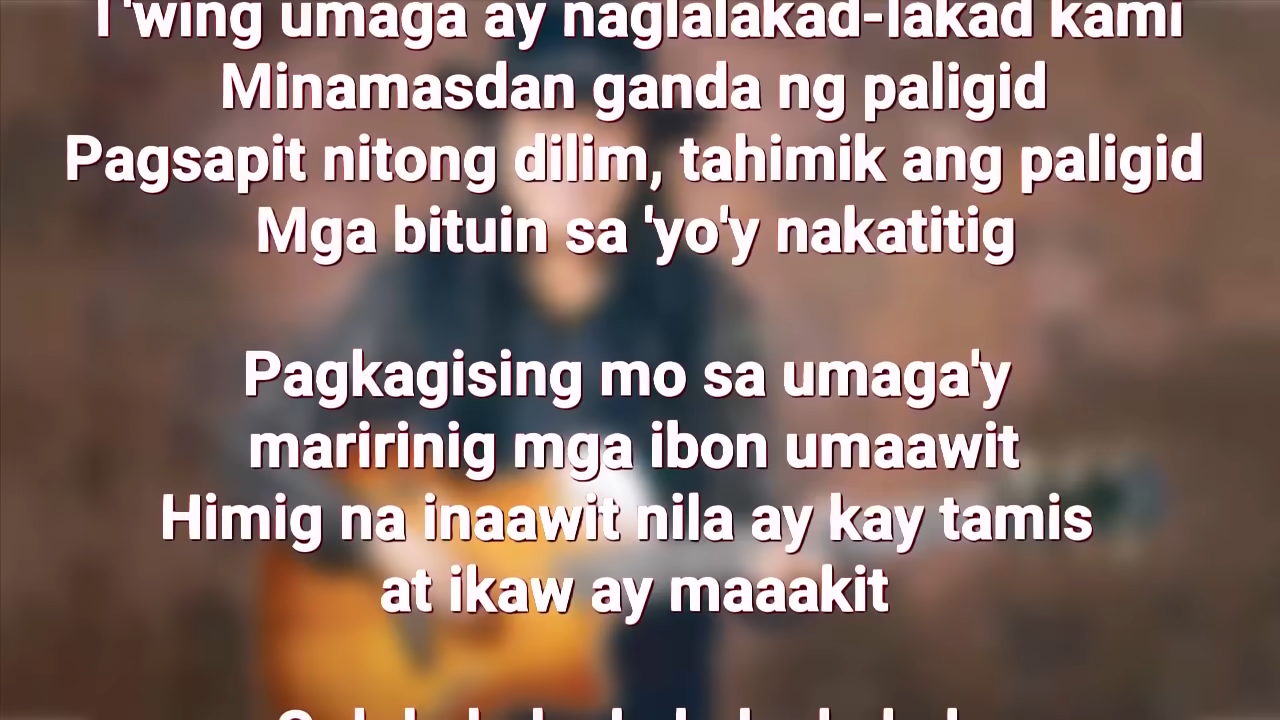 T'wing umaga ay naglalakad-lakad kami
Minamasdan ganda ng paligid
Pagsapit nitong dilim, tahimik ang paligid
Mga bituin sa 'yo'y nakatitig
Pagkagising mo sa umaga'y
maririnig mga ibon umaawit
Himig na inaawit nila ay kay tamis
at ikaw ay maaakit